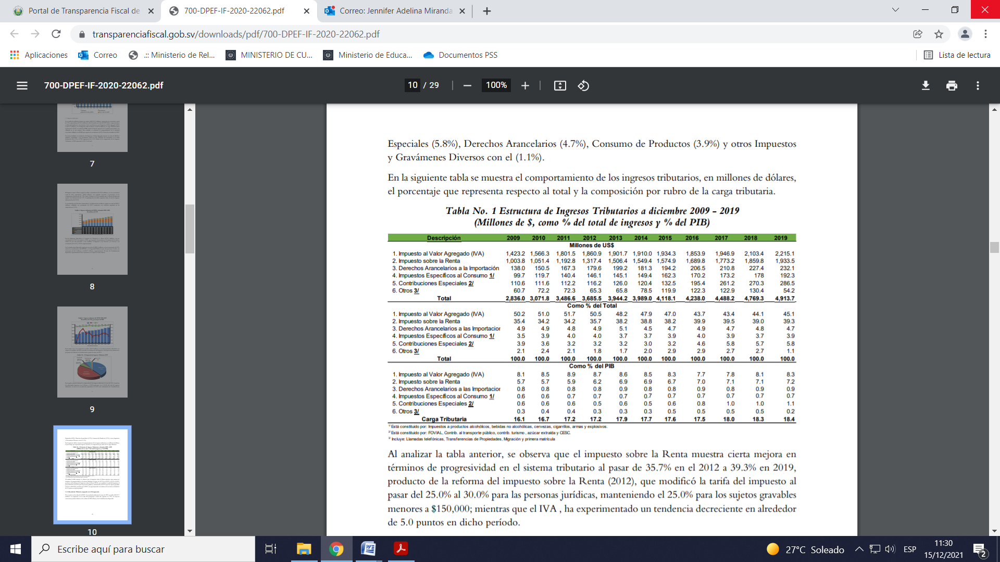 Portal de Transparencia Fiscal de
700-DPEF-IF-2020-22062.pdf
Correo: Jennifer Adelina Miranda
transparenciafiscal.gob.sv/downloads/pdf/700-DPEF-IF-2020-22062.pdf
Aplicaciones Correo .:: Ministerio de Rel... MINISTERIO DE CU... Ministerio de Educa... Documentos PSS Lista de lectura
700-DPEF-IF-2020-22062.pdf 10 / 29 100%
7
8
9
10
Especiales (5.8%), Derechos Arancelarios (4.7%), Consumo de Productos (3.9%) y otros Impuestos
y Gravámenes Diversos con el (1.1%).
En la siguiente tabla se muestra el comportamiento de los ingresos tributarios, en millones de dólares,
el porcentaje que representa respecto al total y la composición por rubro de la carga tributaria.
Tabla No. 1 Estructura de Ingresos Tributarios a diciembre 2009 – 2019
(Millones de $, como % del total de ingresos y % del PIB)
Descripción 2009 2010 2011 2012 2013 2014 2015 2016 2017 2018 2019
Millones de US$
1. Impuesto al Valor Agregado (IVA) 1,423.2 1,566.3 1,801.5 1,860.9 1,901.7 1,910.0 1,934.3 1,853.9 1,946.9 2,103.4 2,215.1
2. Impuesto sobre la Renta 1,003.8 1,051.4 1,192.8 1,317.4 1,506.4 1,549.4 1,574.9 1,689.8 1,773.2 1,859.8 1,933.5
3. Derechos Arancelarios a la Importación 138.0 150.5 167.3 179.6 199.2 181.3 194.2 206.5 210.8 227.4 232.1
4. Impuestos Específicos al Consumo 1/ 99.7 119.7 140.4 146.1 145.1 149.4 162.3 170.2 173.2 178 192.3
5. Contribuciones Especiales 2/ 110.6 111.6 112.2 116.2 126.0 120.4 132.5 195.4 261.2 270.3 286.5
6. Otros 3/ 60.7 72.2 72.3 65.3 65.8 78.5 119.9 122.3 122.9 130.4 54.2
Total 2,836.0 3,071.8 3,486.6 3,685.5 3,944.2 3,989.0 4,118.1 4,238.0 4,488.2 4,769.3 4,913.7
Como % del Total
1. Impuesto al Valor Agregado (IVA) 50.2 51.0 51.7 50.5 48.2 47.9 47.0 43.7 43.4 44.1 45.1
2. Impuesto sobre la Renta 35.4 34.2 34.2 35.7 38.2 38.8 38.2 39.9 39.5 39.0 39.3
3. Derechos Arancelarios a las Importacior 4.9 4.9 4.8 4.9 5.1 4.5 4.7 4.9 4.7 4.8 4.7
4. Impuestos Específicos al Consumo 1/ 3.5 3.9 4.0 4.0 3.7 3.7 3.9 4.0 3.9 3.7 3.9
5. Contribuciones Especiales 2/ 3.9 3.6 3.2 3.2 3.2 3.0 3.2 4.6 5.8 5.7 5.8
6. Otros 3/ 2.1 2.4 2.1 1.8 1.7 2.0 2.9 2.9 2.7 2.7 1.1
Total 100.0 100.0 100.0 100.0 100.0 100.0 100.0 100.0 100.0 100.0 100.0
Como % del PIB
1. Impuesto al Valor Agregado (IVA) 8.1 8.5 8.9 8.7 8.6 8.5 8.3 7.7 7.8 8.1 8.3
2. Impuesto sobre la Renta 5.7 5.7 5.9 6.2 6.9 6.9 6.7 7.0 7.1 7.1 7.2
3. Derechos Arancelarios a las Importacior 0.8 0.8 0.8 0.8 0.9 0.8 0.8 0.9 0.8 0.9 0.9
4. Impuestos Específicos al Consumo 1/ 0.6 0.6 0.7 0.7 0.7 0.7 0.7 0.7 0.7 0.7 0.7
5. Contribuciones Especiales 2/ 0.6 0.6 0.6 0.5 0.6 0.5 0.6 0.8 1.0 1.0 1.1
6. Otros 3/ 0.3 0.4 0.4 0.3 0.3 0.3 0.5 0.5 0.5 0.5 0.2
Carga Tributaria 16.1 16.7 17.2 17.2 17.9 17.7 17.6 17.5 18.0 18.3 18.4
1/ Está constituido por: Impuestos a productos alcohólicos, bebidas no alcohólicas, cervezas, cigarrillos, armas y explosivos.
2/ Está constituido por: FOVIAL, Contrib. al transporte público, contrib. turismo , azúcar extraída y CESC.
3/ Incluye: Llamadas telefónicas, Transferencias de Propiedades, Migración y primera matrícula
Al analizar la tabla anterior, se observa que el impuesto sobre la Renta muestra cierta mejora en
términos de progresividad en el sistema tributario al pasar de 35.7% en el 2012 a 39.3% en 2019,
producto de la reforma del impuesto sobre la Renta (2012), que modificó la tarifa del impuesto al
pasar del 25.0% al 30.0% para las personas jurídicas, manteniendo el 25.0% para los sujetos gravables
menores a $150,000; mientras que el IVA , ha experimentado un tendencia decreciente en alrededor
de 5.0 puntos en dicho período.
Escribe aquí para buscar
27°C Soleado ESP 11:30
15/12/2021
2